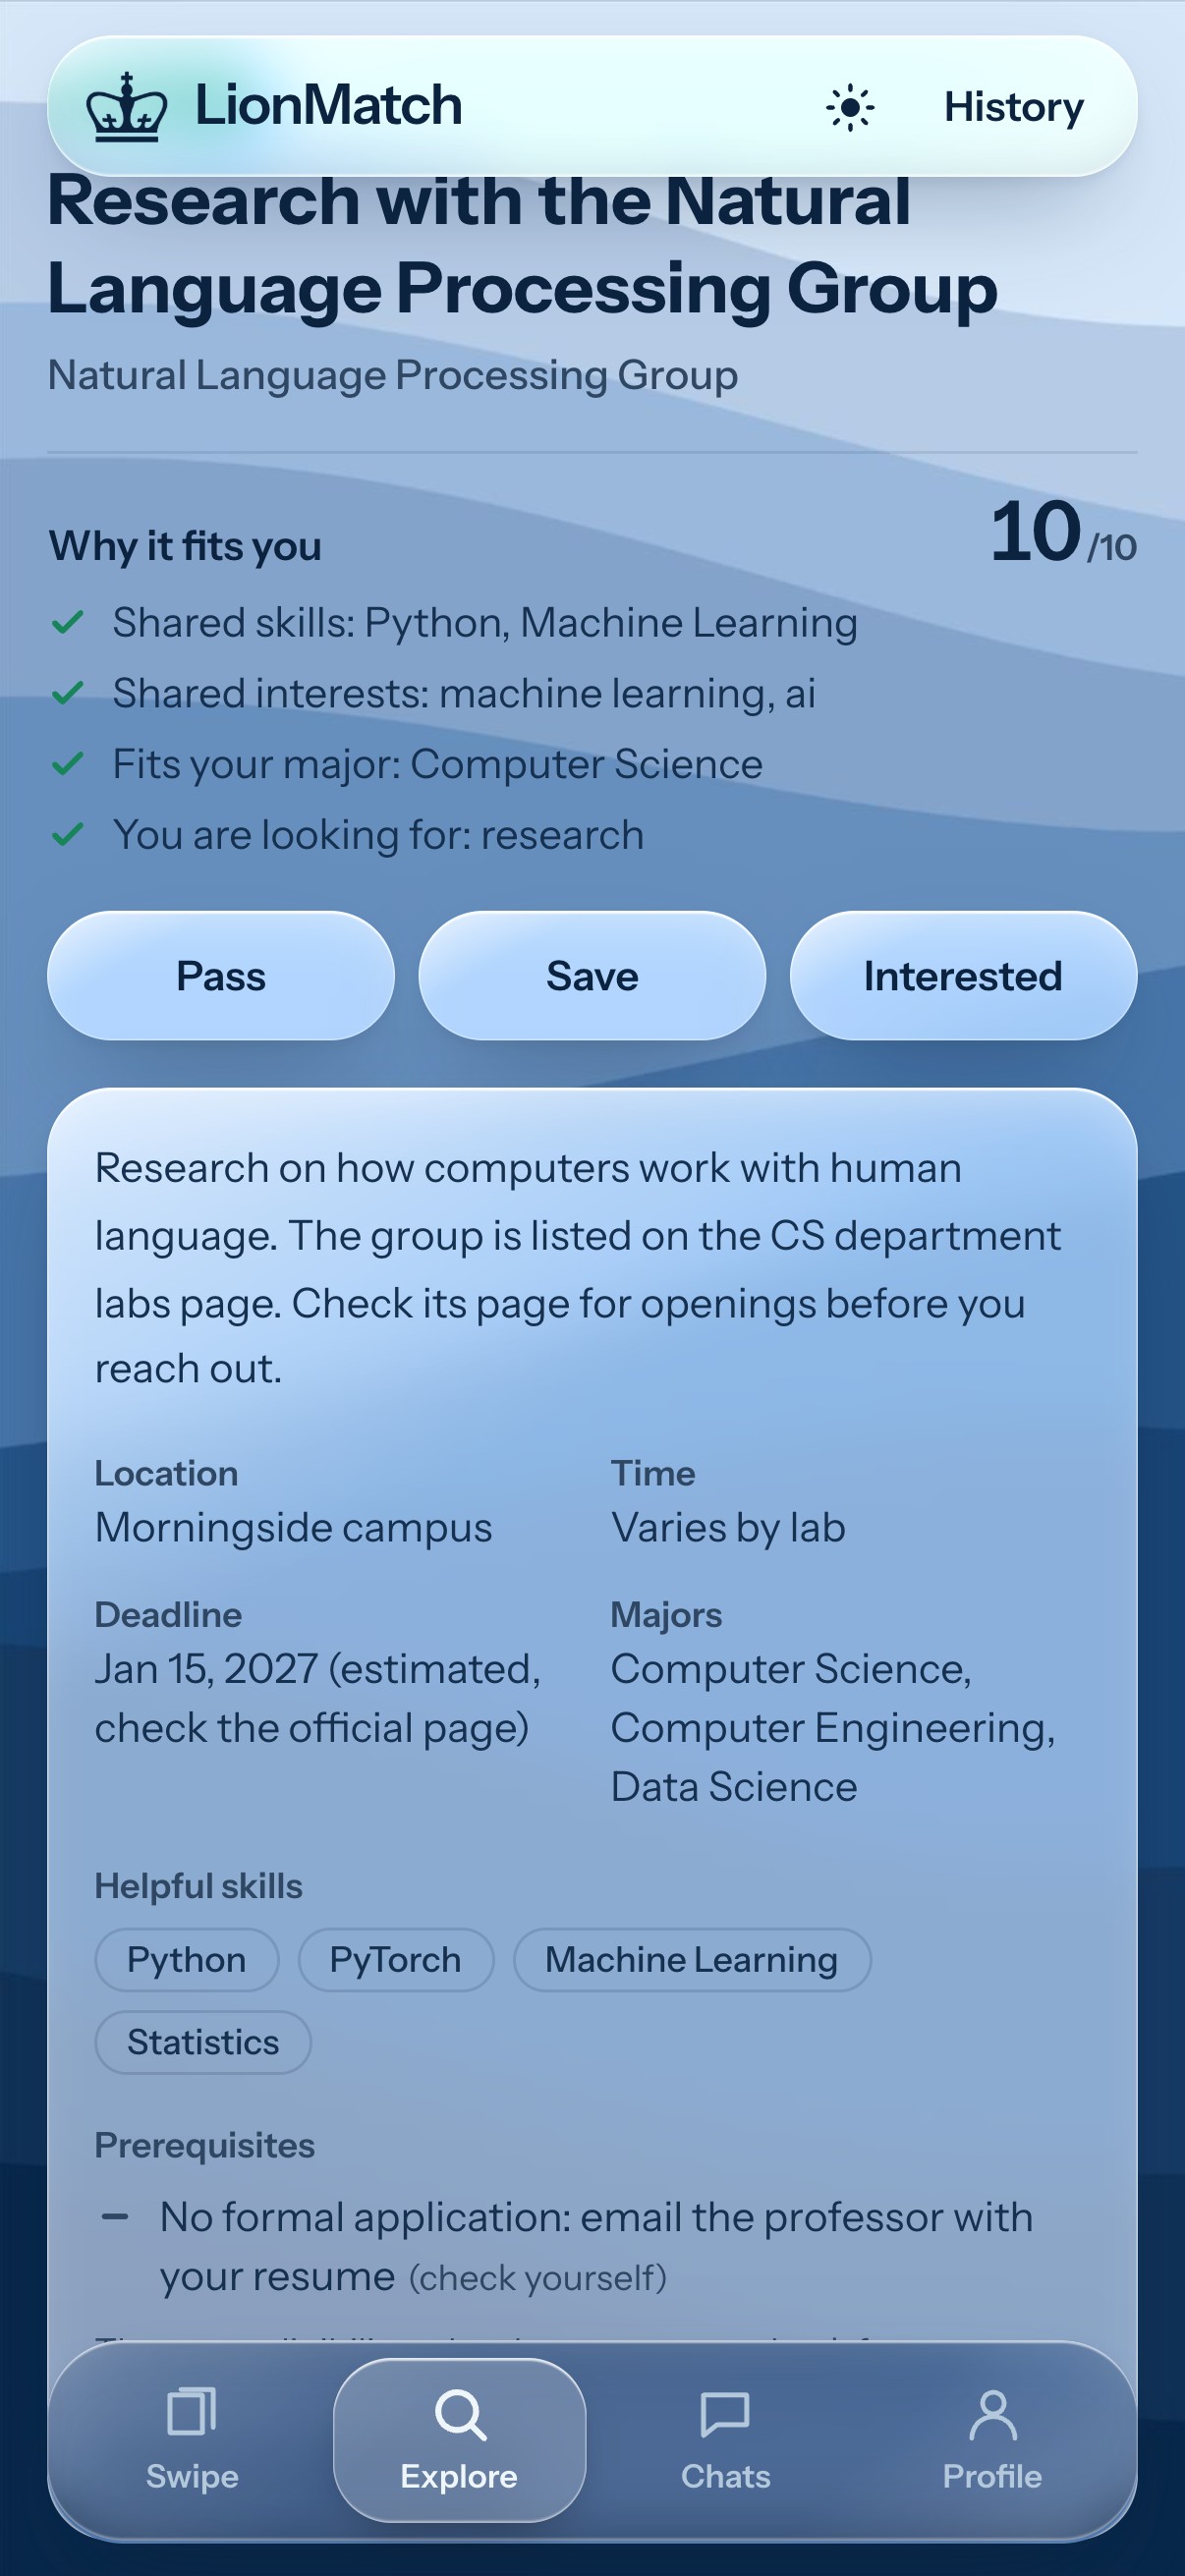 LionMatch
History
Research with the Natural
Language Processing Group
Natural Language Processing Group
Why it fits you
10/10
Shared skills: Python, Machine Learning
Shared interests: machine learning, ai
Fits your major: Computer Science
You are looking for: research
Pass
Save
Interested
Research on how computers work with human
language. The group is listed on the CS department
labs page. Check its page for openings before you
reach out.
Location
Morningside campus
Time
Varies by lab
Deadline
Jan 15, 2027 (estimated,
check the official page)
Majors
Computer Science,
Computer Engineering,
Data Science
Helpful skills
Python
PyTorch
Machine Learning
Statistics
Prerequisites
No formal application: email the professor with
your resume (check yourself)
Swipe
Explore
Chats
Profile